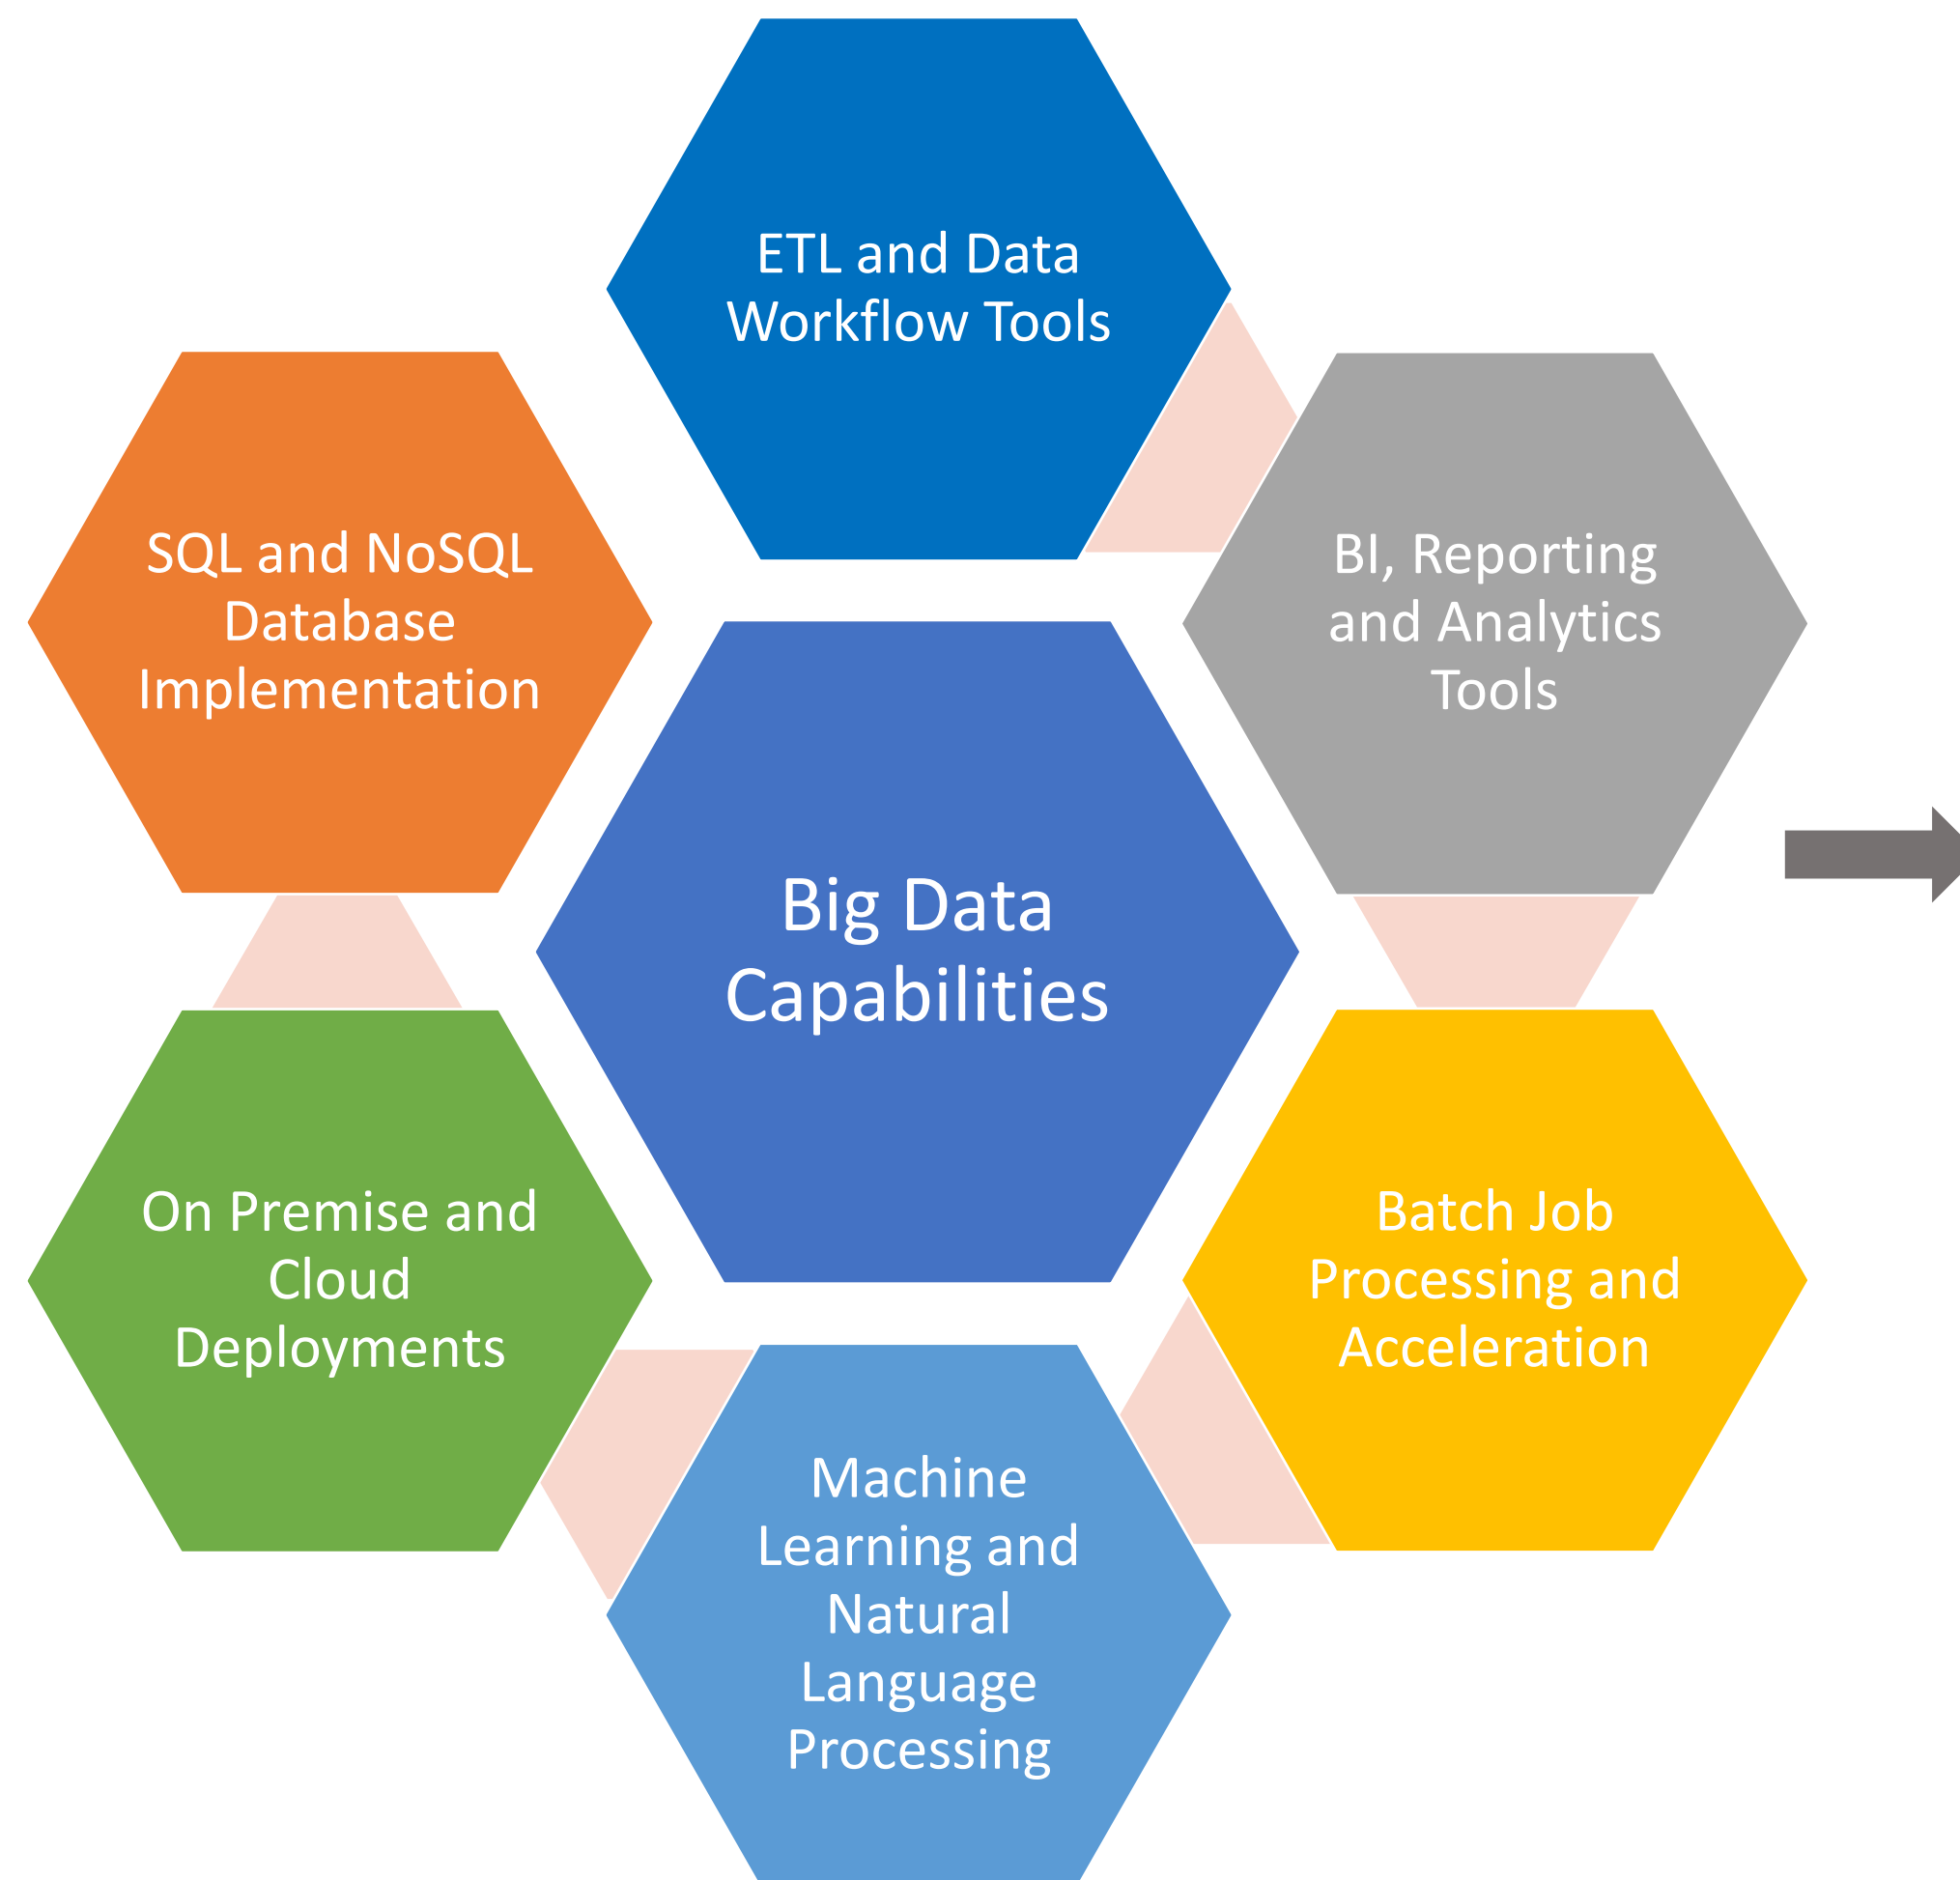 ETL and Data
Workflow Tools
SQL and NoSQL
Database
Implementation
BI, Reporting
and Analytics
Tools
Big Data
Capabilities
On Premise and
Cloud
Deployments
Batch Job
Processing and
Acceleration
Machine
Learning and
Natural
Language
Processing